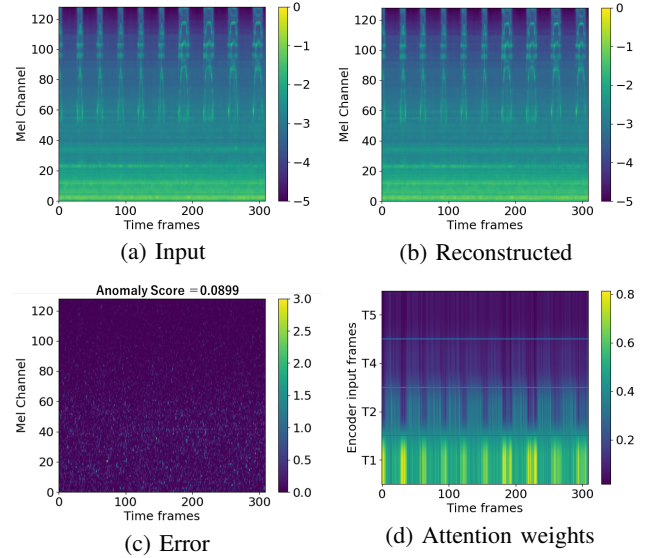 120
100
80
60
40
20
0
Mel Channel
0 100 200 300
Time frames
0
−1
−2
−3
−4
−5
(a) Input
120
100
80
60
40
20
0
Mel Channel
0 100 200 300
Time frames
0
−1
−2
−3
−4
−5
(b) Reconstructed
Anomaly Score = 0.0899
120
100
80
60
40
20
0
Mel Channel
0 100 200 300
Time frames
3.0
2.5
2.0
1.5
1.0
0.5
0.0
(c) Error
T5
T4
T2
T1
Encoder input frames
0 100 200 300
Time frames
0.8
0.6
0.4
0.2
(d) Attention weights